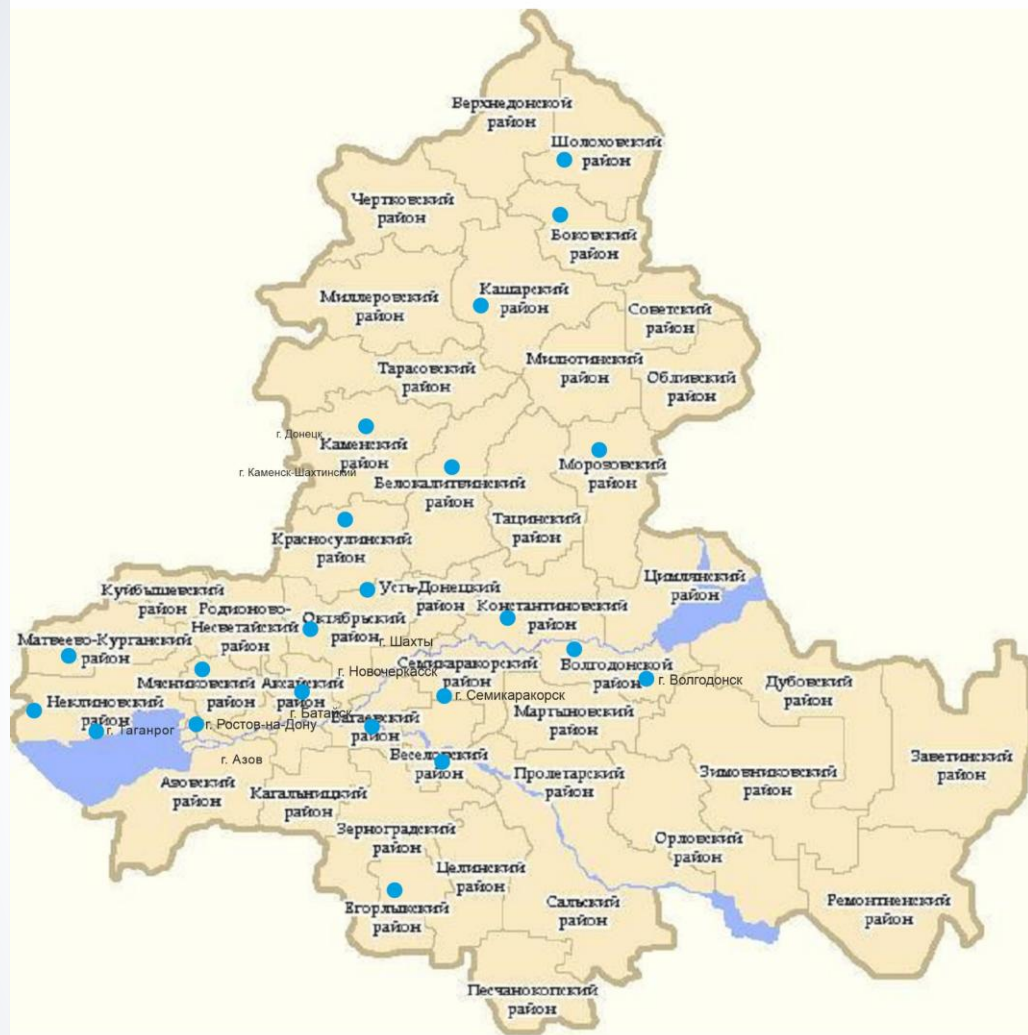 Верхнедонской
район
Шолоховский
район
Чертковский
район
Боковский
район
Миллеровский
район
Кашарский
район
Советский
район
Тарасовский
район
Милютинский
район
Обливский
район
г. Донецк
Каменский
район
г. Каменск-Шахтинский
Белокалитвинский
район
Морозовский
район
Тацинский
район
Красносулинский
район
Цимлянский
район
Куйбышевский
район
Родионово-
Несветайский
район
Усть-Донецкий
район
Октябрьский
район
Константиновский
район
Матвеево-Курганский
район
г. Шахты
г. Новочеркасск
Семикаракорский
район
Волгодонской
район
г. Волгодонск
Дубовский
район
Мясниковский
район
Аксайский
район
г. Семикаракорск
Неклиновский
район
г. Батайск
Мартыновский
район
г. Таганрог
г. Ростов-на-Дону
Багаевский
район
г. Азов
Азовский
район
Кагальницкий
район
Веселовский
район
Пролетарский
район
Зимовниковский
район
Заветинский
район
Зерноградский
район
Целинский
район
Орловский
район
Егорлыкский
район
Сальский
район
Ремонтненский
район
Песчанокопский
район